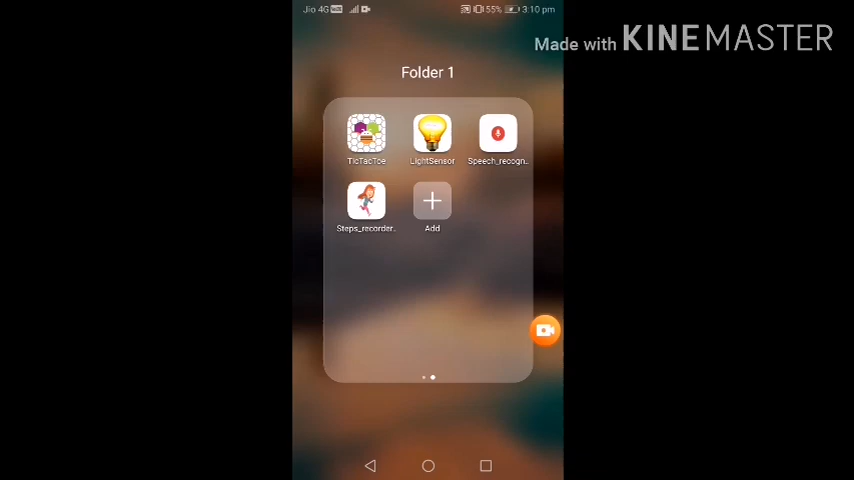 Jio 4G 55% 3:10 pm
Made with KINEMASTER
Folder 1
TicTacToe LightSensor Speech_recogn..
Steps_recorder.. Add